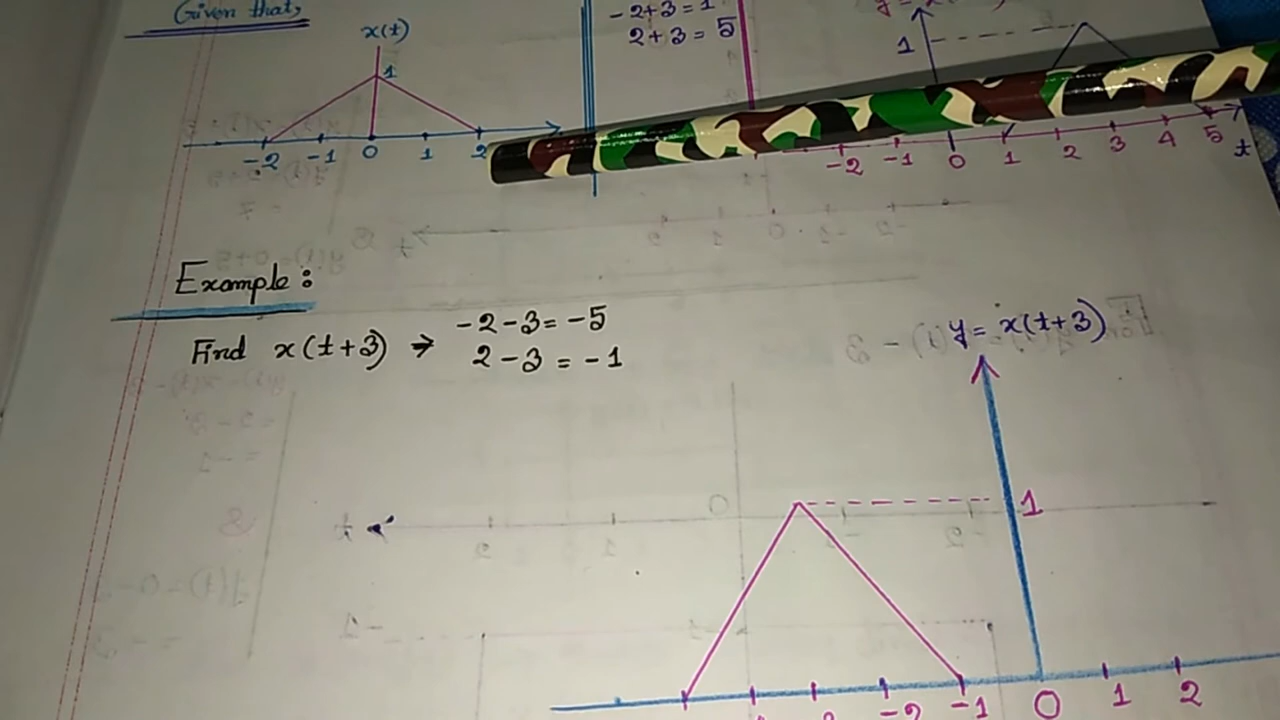 Given that,
x(t)
1
-2 -1 0 1 2
-2+3=1
2+3=5
1
-2 -1 0 1 2 3 4 5 t
Example:
Find x(t+3) → -2-3=-5
2-3=-1
y=x(t+3)
1
-2 -1 0 1 2